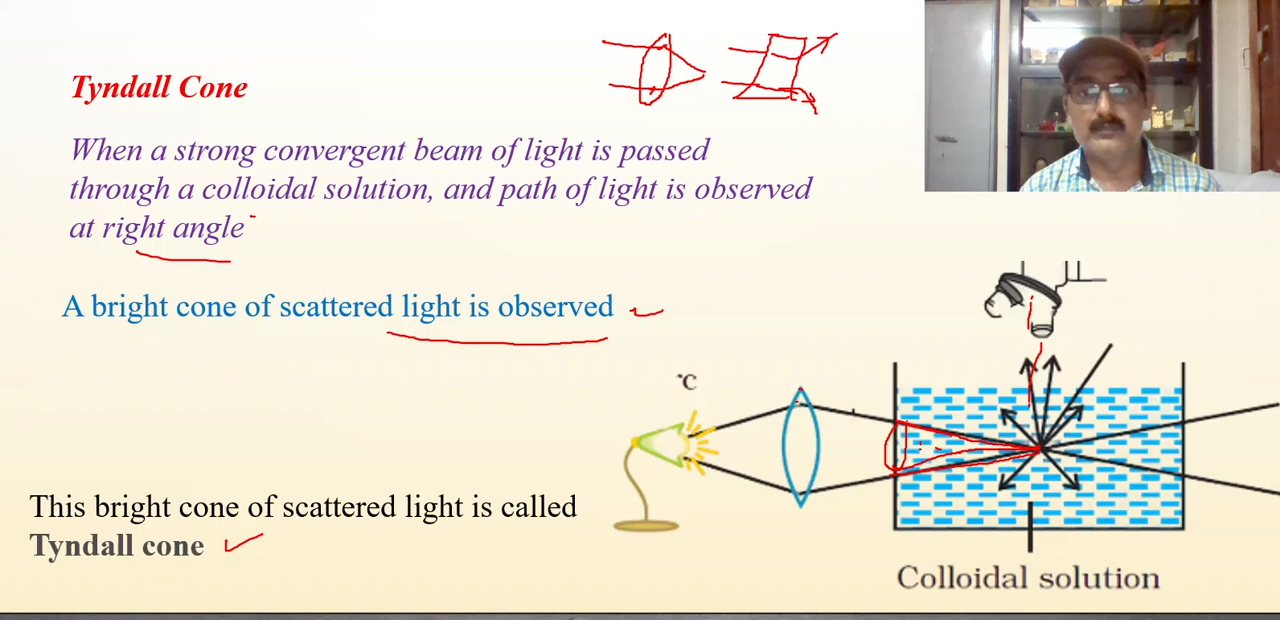 Tyndall Cone
When a strong convergent beam of light is passed
through a colloidal solution, and path of light is observed
at right angle
A bright cone of scattered light is observed
°C
This bright cone of scattered light is called
Tyndall cone
Colloidal solution